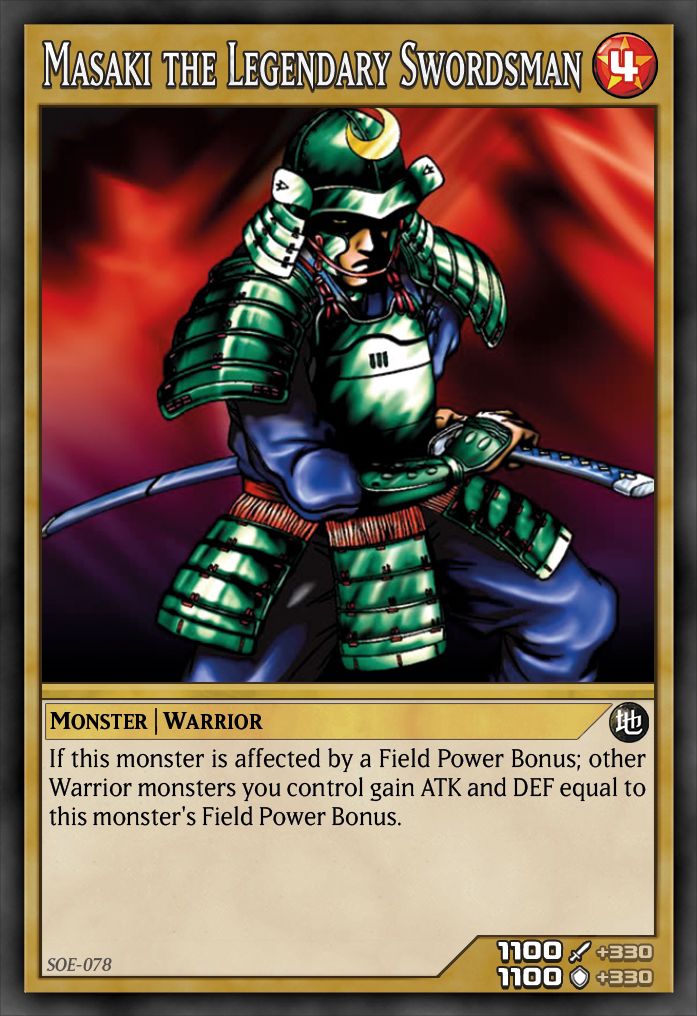 MASAKI THE LEGENDARY SWORDSMAN 4
MONSTER | WARRIOR 地
If this monster is affected by a Field Power Bonus; other
Warrior monsters you control gain ATK and DEF equal to
this monster's Field Power Bonus.
SOE-078
1100 +330
1100 +330